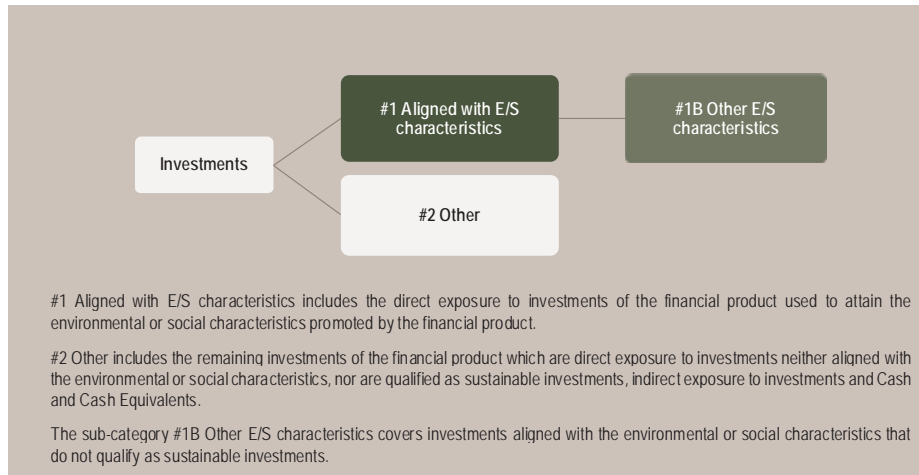 #1 Aligned with E/S
characteristics
#1B Other E/S
characteristics
Investments
#2 Other
#1 Aligned with E/S characteristics includes the direct exposure to investments of the financial product used to attain the
environmental or social characteristics promoted by the financial product.
#2 Other includes the remaining investments of the financial product which are direct exposure to investments neither aligned with
the environmental or social characteristics, nor are qualified as sustainable investments, indirect exposure to investments and Cash
and Cash Equivalents.
The sub-category #1B Other E/S characteristics covers investments aligned with the environmental or social characteristics that
do not qualify as sustainable investments.